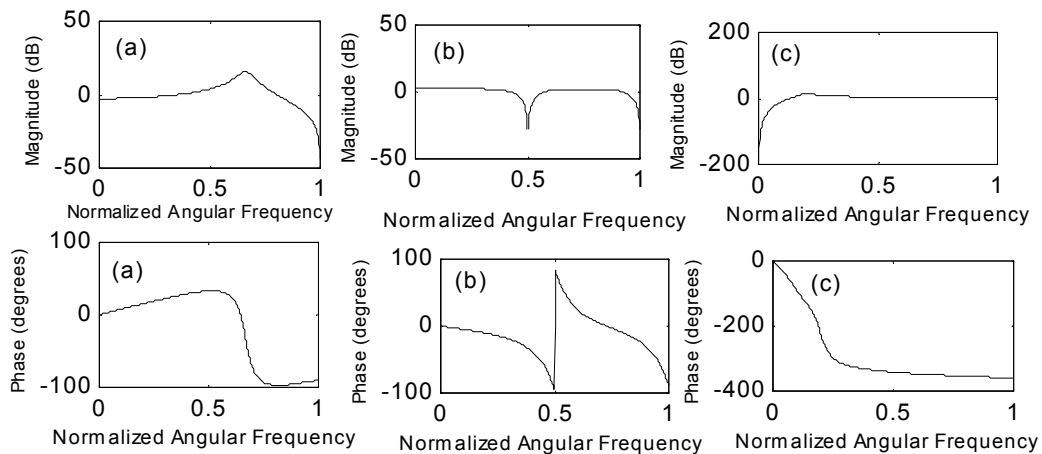 50
0
-50
Magnitude (dB)
(a)
0
0.5
1
Normalized Angular Frequency
50
0
-50
Magnitude (dB)
(b)
0
0.5
1
Normalized Angular Frequency
200
0
-200
Magnitude (dB)
(c)
0
0.5
1
Normalized Angular Frequency
100
0
-100
Phase (degrees)
(a)
0
0.5
1
Normalized Angular Frequency
100
0
-100
Phase (degrees)
(b)
0
0.5
1
Normalized Angular Frequency
0
-200
-400
Phase (degrees)
(c)
0
0.5
1
Normalized Angular Frequency